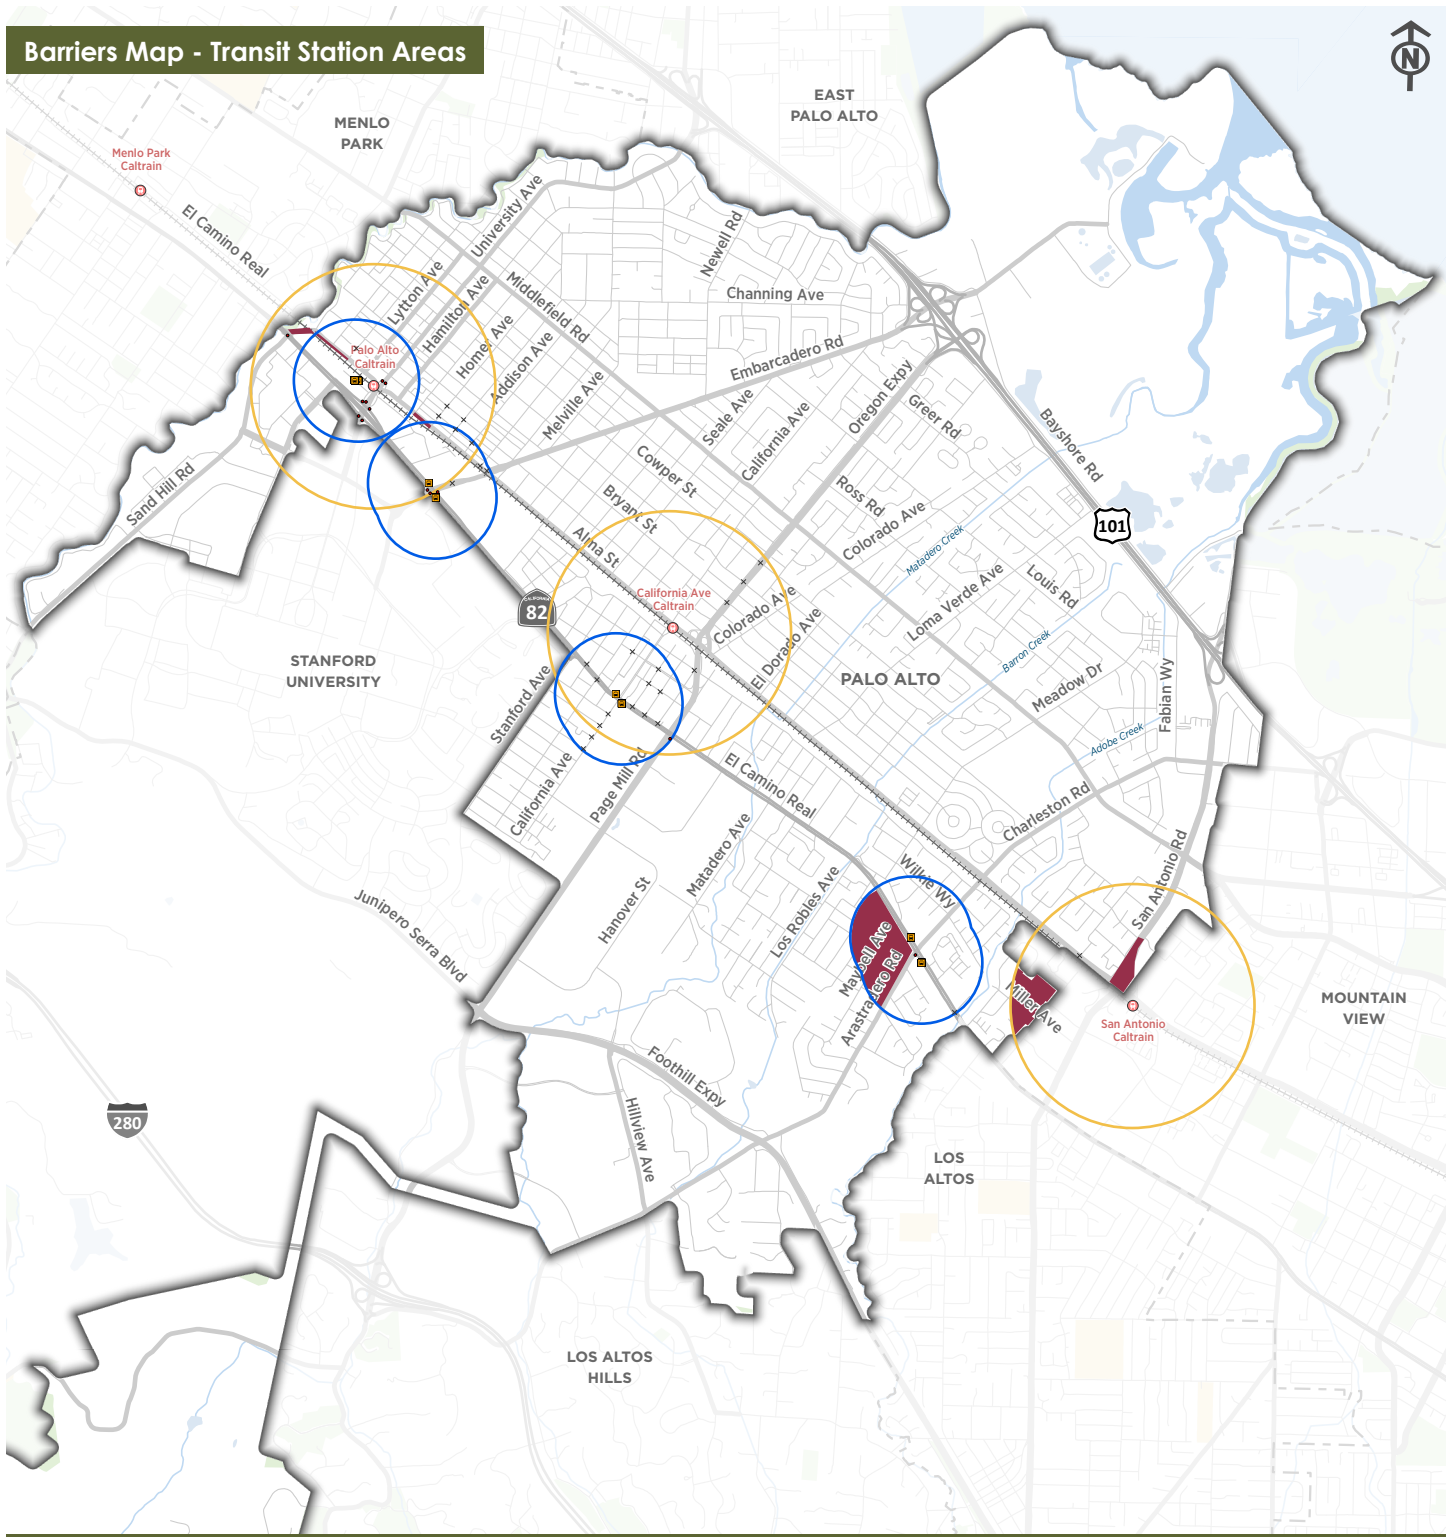 Barriers Map - Transit Station Areas
N
EAST
PALO ALTO
MENLO
PARK
Menlo Park
Caltrain
El Camino Real
University Ave
Newell Rd
Lytton Ave
Hamilton Ave
Middlefield Rd
Channing Ave
Homer Ave
Addison Ave
Embarcadero Rd
Palo Alto
Caltrain
Melville Ave
Seale Ave
California Ave
Oregon Expy
Greer Rd
Bayshore Rd
Sand Hill Rd
Cowper St
Bryant St
Ross Rd
Colorado Ave
Alma St
Matadero Creek
101
Louis Rd
Loma Verde Ave
CALIFORNIA
82
California Ave
Caltrain
Colorado Ave
El Dorado Ave
Barron Creek
STANFORD
UNIVERSITY
PALO ALTO
Meadow Dr
Fabian Wy
Stanford Ave
Adobe Creek
California Ave
Page Mill Rd
El Camino Real
Charleston Rd
Matadero Ave
Wilkie Wy
San Antonio Rd
Junipero Serra Blvd
Hanover St
Los Robles Ave
Maybell Ave
Arastradero Rd
Miller Ave
San Antonio
Caltrain
MOUNTAIN
VIEW
Foothill Expy
Hillview Ave
280
LOS
ALTOS
LOS ALTOS
HILLS